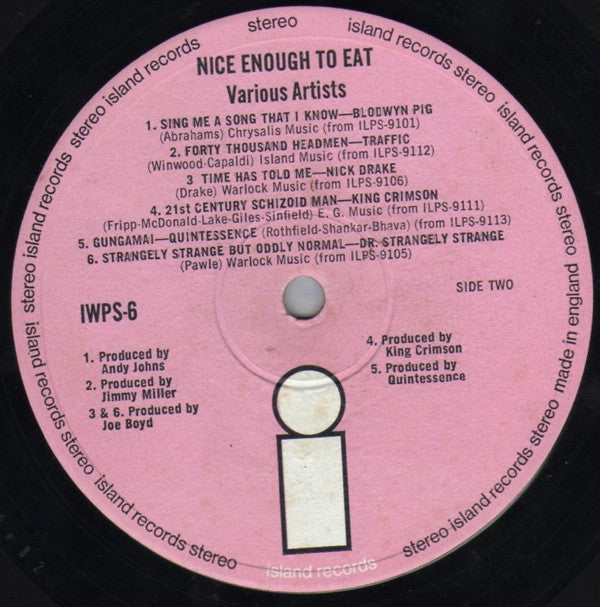 stereo island records stereo island records stereo
island records stereo
NICE ENOUGH TO EAT
Various Artists
1. SING ME A SONG THAT I KNOW—BLODWYN PIG
(Abrahams) Chrysalis Music (from ILPS-9101)
2. FORTY THOUSAND HEADMEN—TRAFFIC
(Winwood-Capaldi) Island Music (from ILPS-9112)
3 TIME HAS TOLD ME—NICK DRAKE
(Drake) Warlock Music (from ILPS-9106)
4. 21st CENTURY SCHIZOID MAN—KING CRIMSON
(Fripp-McDonald-Lake-Giles-Sinfield) E. G. Music (from ILPS-9111)
5. GUNGAMAI—QUINTESSENCE (Rothfield-Shankar-Bhava) (from ILPS-9113)
6. STRANGELY STRANGE BUT ODDLY NORMAL—DR. STRANGELY STRANGE
(Pawle) Warlock Music (from ILPS-9105)
SIDE TWO
IWPS-6
1. Produced by
Andy Johns
2. Produced by
Jimmy Miller
3 & 6. Produced by
Joe Boyd
4. Produced by
King Crimson
5. Produced by
Quintessence
i
made in england
stereo island records stereo
island records
island records stereo island records stereo